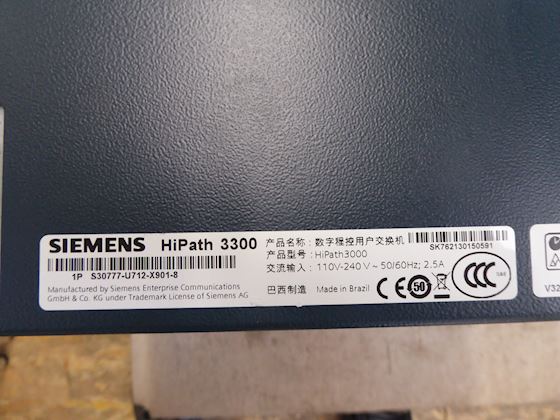 SIEMENS HiPath 3300
1P S30777-U712-X901-8
Manufactured by Siemens Enterprise Communications
GmbH & Co. KG under Trademark License of Siemens AG
产品名称：数字程控用户交换机
SK762130150591
产品型号：HiPath3000
交流输入：110V-240V~50/60Hz; 2.5A
巴西制造 Made in Brazil
50
CCC
V32